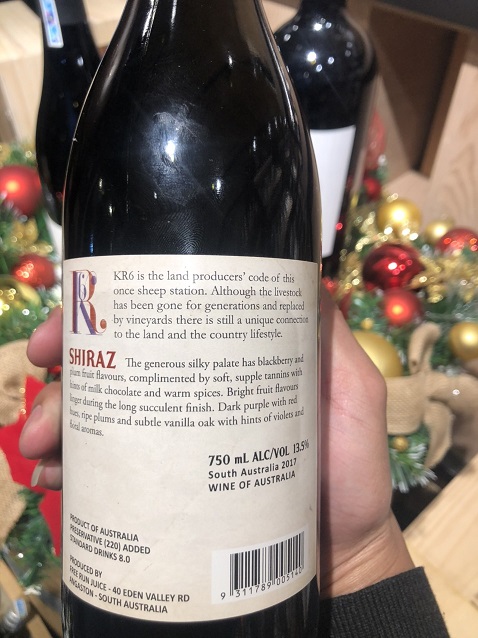 KR6 is the land producers' code of this
once sheep station. Although the livestock
has been gone for generations and replaced
by vineyards there is still a unique connection
to the land and the country lifestyle.
SHIRAZ The generous silky palate has blackberry and
plum fruit flavours, complimented by soft, supple tannins with
hints of milk chocolate and warm spices. Bright fruit flavours
linger during the long succulent finish. Dark purple with red
hues, ripe plums and subtle vanilla oak with hints of violets and
floral aromas.
750 mL ALC/VOL 13.5%
South Australia 2017
WINE OF AUSTRALIA
PRODUCT OF AUSTRALIA
PRESERVATIVE (220) ADDED
STANDARD DRINKS 8.0
PRODUCED BY
FREE RUN JUICE - 40 EDEN VALLEY RD
ANGASTON - SOUTH AUSTRALIA